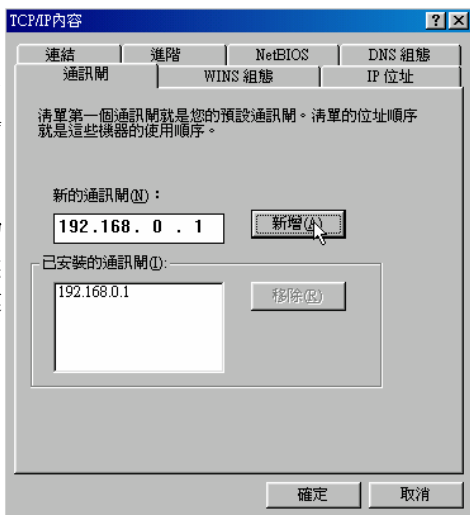 TCP/IP內容
連結 進階 NetBIOS DNS 組態
通訊閘 WINS 組態 IP 位址
清單第一個通訊閘就是您的預設通訊閘。清單的位址順序
就是這些機器的使用順序。
新的通訊閘(N)：
192.168. 0 . 1 新增(A)
已安裝的通訊閘(I):
192.168.0.1 移除(R)
確定 取消